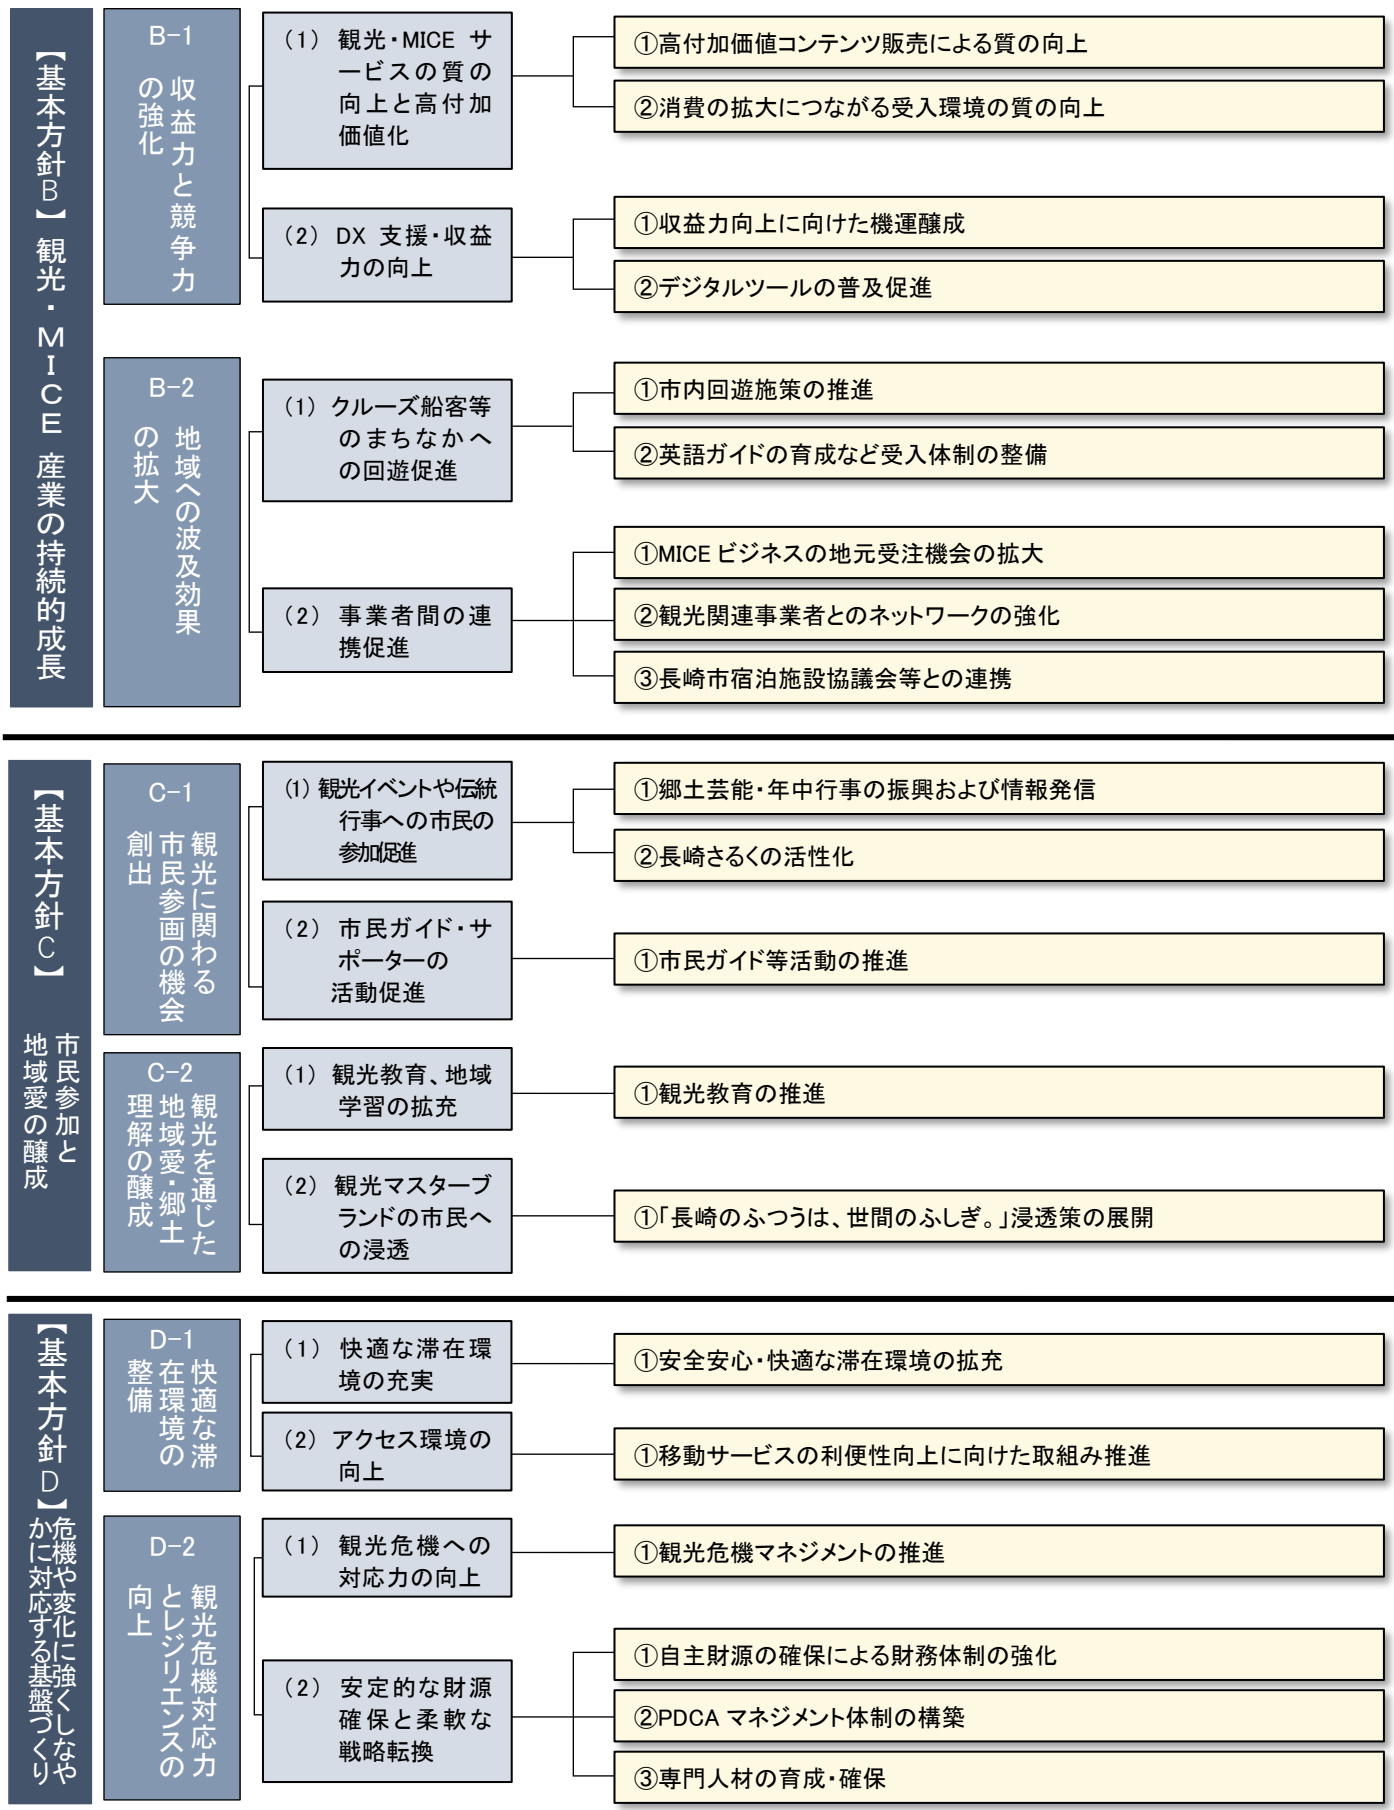 【基本方針B】 観光・MICE 産業の持続的成長
B-1
収益力と競争力
の強化
(1) 観光・MICE サ
ービスの質の
向上と高付加
価値化
①高付加価値コンテンツ販売による質の向上
②消費の拡大につながる受入環境の質の向上
(2) DX 支援・収益
力の向上
①収益力向上に向けた機運醸成
②デジタルツールの普及促進
B-2
地域への波及効果
の拡大
(1) クルーズ船客等
のまちなかへ
の回遊促進
①市内回遊施策の推進
②英語ガイドの育成など受入体制の整備
(2) 事業者間の連
携促進
①MICE ビジネスの地元受注機会の拡大
②観光関連事業者とのネットワークの強化
③長崎市宿泊施設協議会等との連携
【基本方針C】
市民参加と
地域愛の醸成
C-1
観光に関わる
市民参画の機会
創出
(1) 観光イベントや伝統
行事への市民の
参加促進
①郷土芸能・年中行事の振興および情報発信
②長崎さるくの活性化
(2) 市民ガイド・サ
ポーターの
活動促進
①市民ガイド等活動の推進
C-2
観光を通じた
地域愛・郷土
理解の醸成
(1) 観光教育、地域
学習の拡充
①観光教育の推進
(2) 観光マスターブ
ランドの市民へ
の浸透
①「長崎のふつうは、世間のふしぎ。」浸透策の展開
【基本方針D】
危機や変化に強くしなや
かに対応する基盤づくり
D-1
快適な滞
在環境の
整備
(1) 快適な滞在環
境の充実
①安全安心・快適な滞在環境の拡充
(2) アクセス環境の
向上
①移動サービスの利便性向上に向けた取組み推進
D-2
観光危機対応力
とレジリエンスの
向上
(1) 観光危機への
対応力の向上
①観光危機マネジメントの推進
(2) 安定的な財源
確保と柔軟な
戦略転換
①自主財源の確保による財務体制の強化
②PDCA マネジメント体制の構築
③専門人材の育成・確保